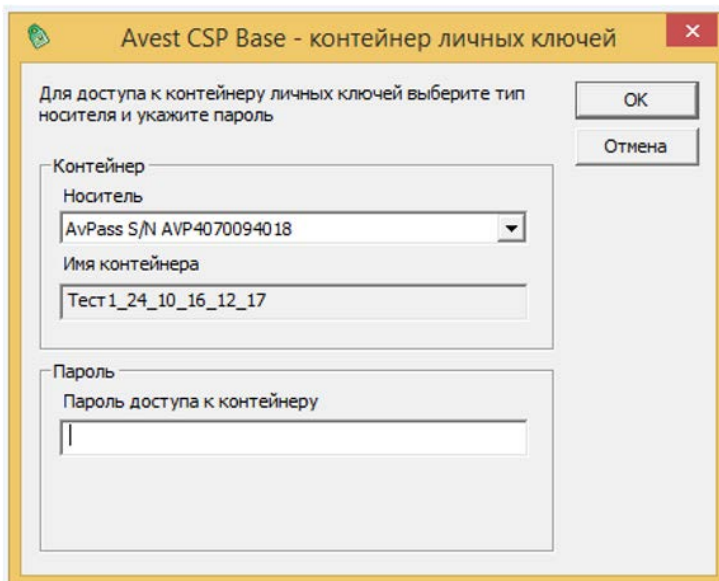 Avest CSP Base - контейнер личных ключей
Для доступа к контейнеру личных ключей выберите тип
носителя и укажите пароль
OK
Отмена
Контейнер
Носитель
AvPass S/N AVP4070094018
Имя контейнера
Тест1_24_10_16_12_17
Пароль
Пароль доступа к контейнеру